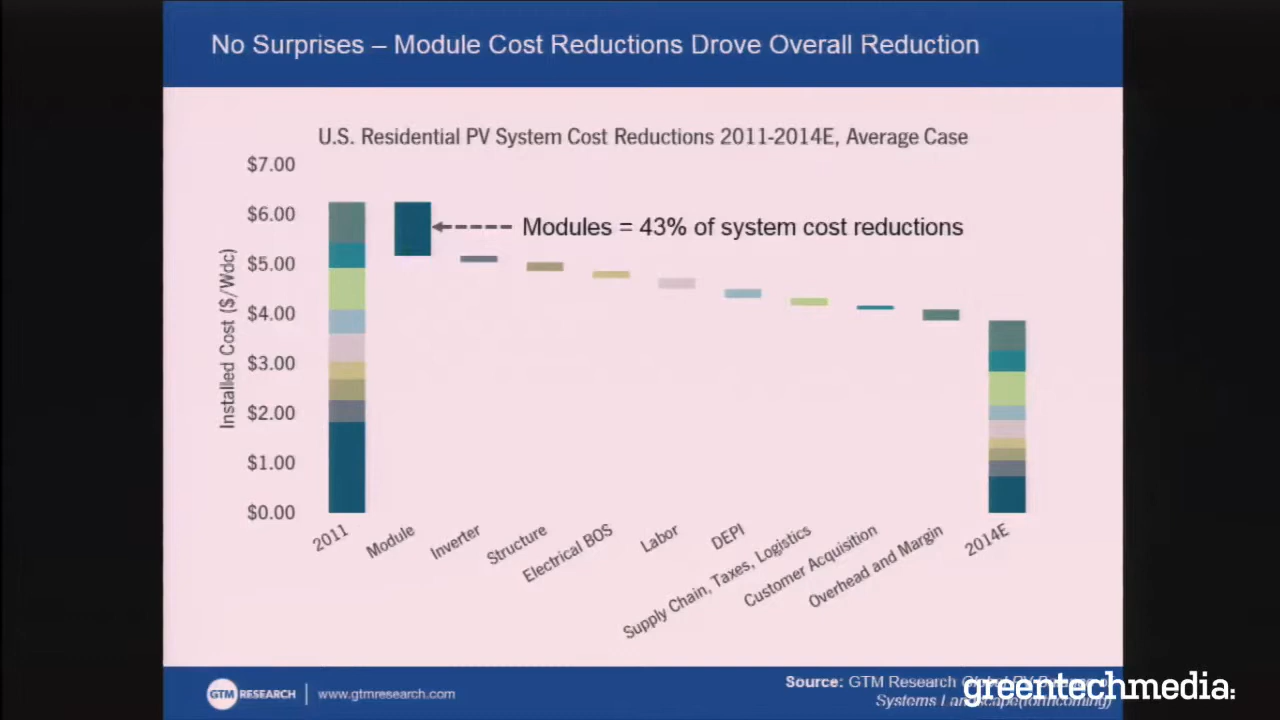 No Surprises – Module Cost Reductions Drove Overall Reduction
U.S. Residential PV System Cost Reductions 2011-2014E, Average Case
Installed Cost ($/Wdc)
$7.00
$6.00
$5.00
$4.00
$3.00
$2.00
$1.00
$0.00
Modules = 43% of system cost reductions
2011
Module
Inverter
Structure
Electrical BOS
Labor
DEPI
Supply Chain, Taxes, Logistics
Customer Acquisition
Overhead and Margin
2014E
GTM RESEARCH
www.gtmresearch.com
Source: GTM Research
Systems Landscape(forthcoming)
greentechmedia: